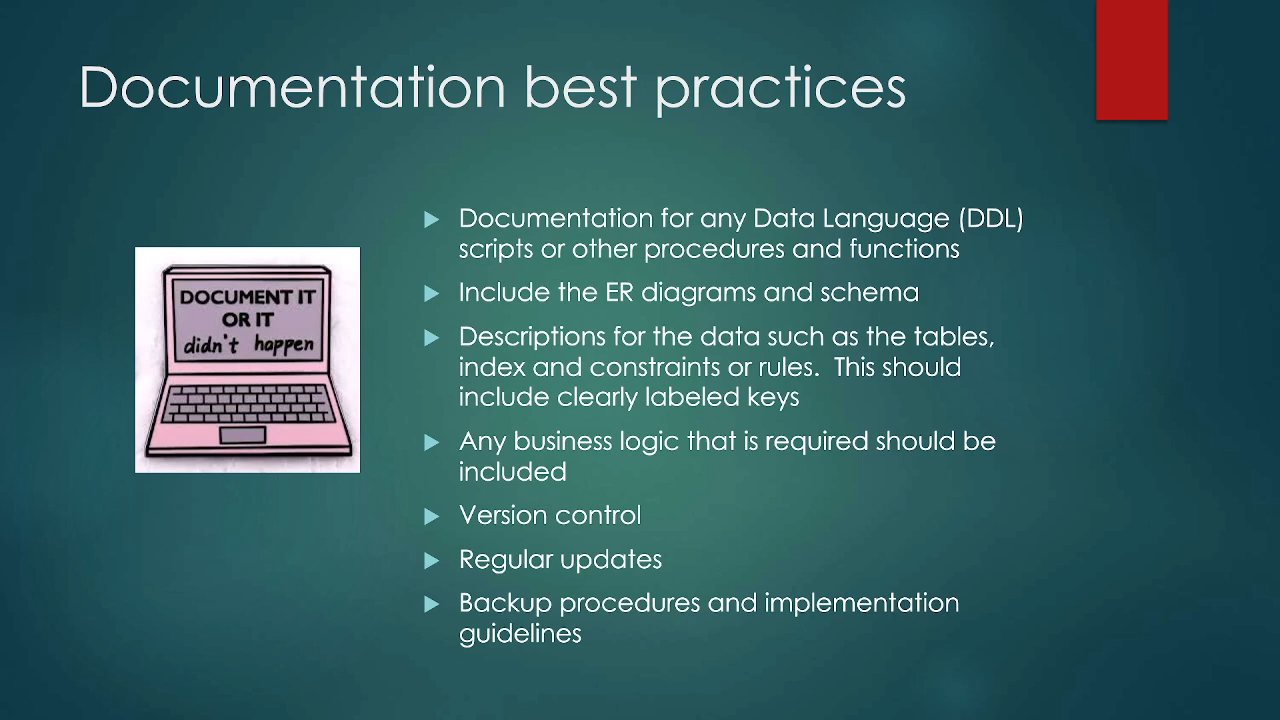 Documentation best practices
DOCUMENT IT
OR IT
didn't happen
Documentation for any Data Language (DDL)
scripts or other procedures and functions
Include the ER diagrams and schema
Descriptions for the data such as the tables,
index and constraints or rules.  This should
include clearly labeled keys
Any business logic that is required should be
included
Version control
Regular updates
Backup procedures and implementation
guidelines